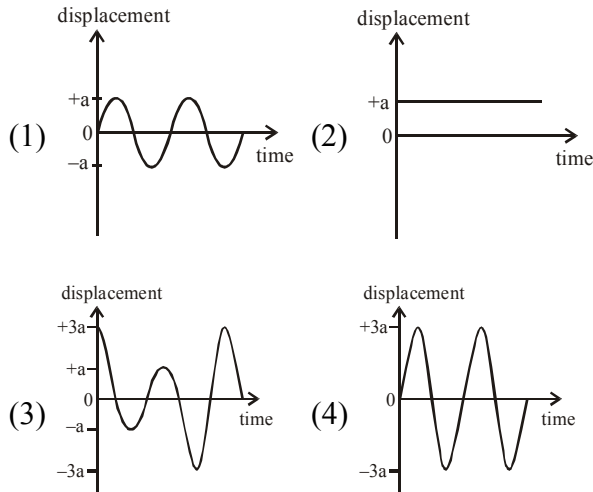 displacement
+a
(1)
0
−a
time
displacement
+a
(2)
0
time
displacement
+3a
+a
(3)
0
−a
−3a
time
displacement
+3a
(4)
0
−3a
time